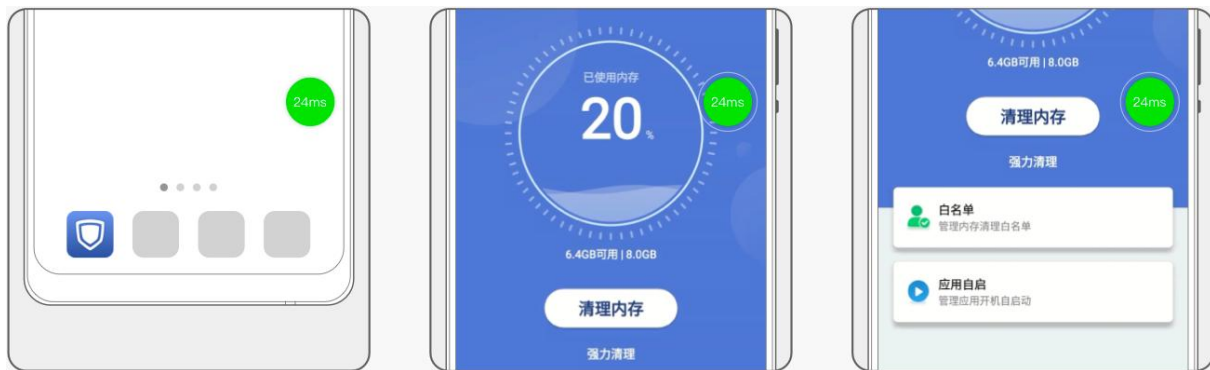 24ms
已使用内存
20 %
24ms
6.4GB可用 | 8.0GB
清理内存
强力清理
6.4GB可用 | 8.0GB
24ms
清理内存
强力清理
白名单
管理内存清理白名单
应用自启
管理应用开机自启动